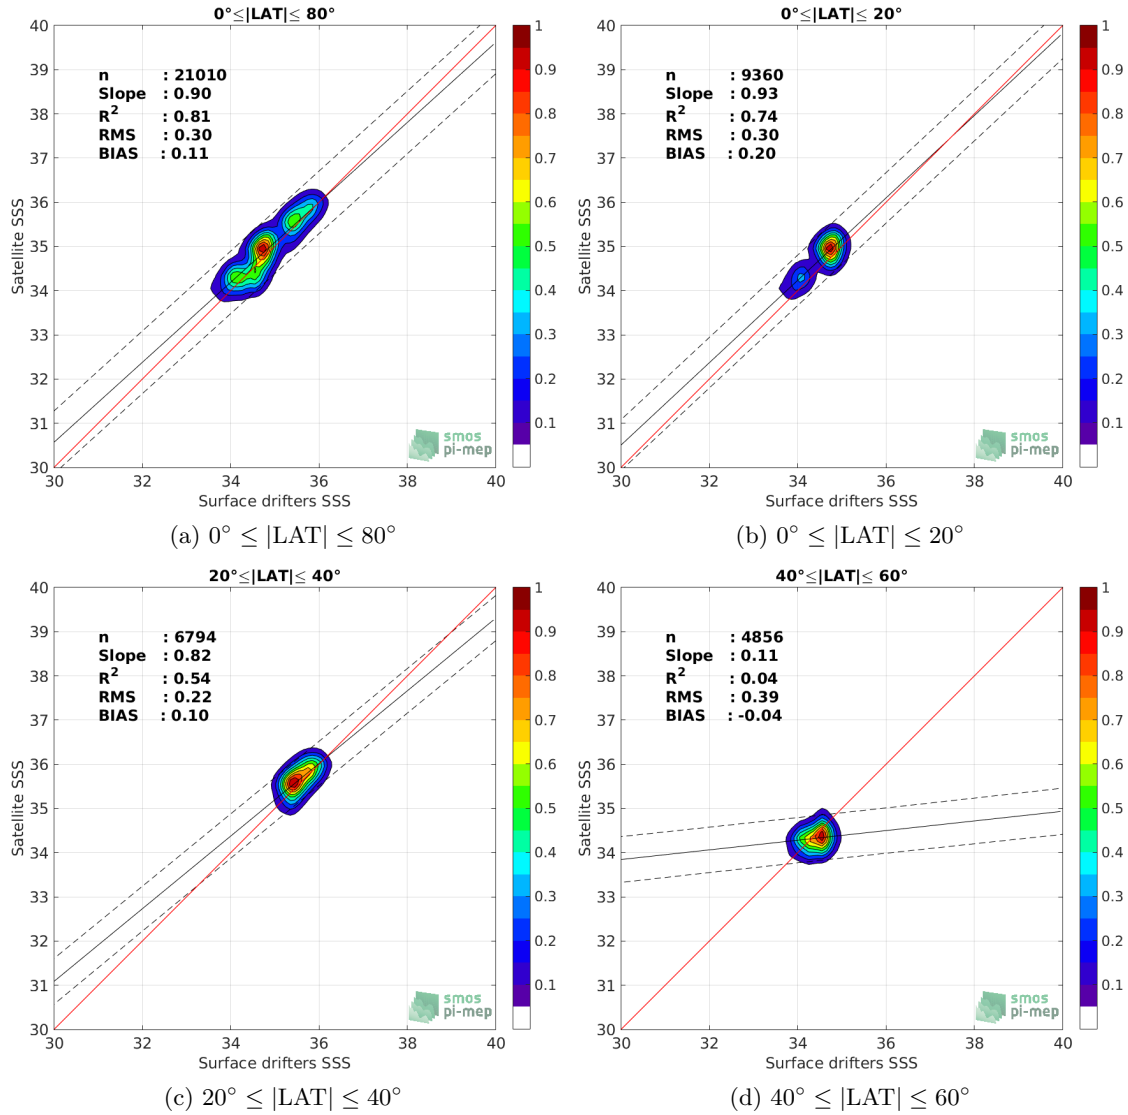 0°≤|LAT|≤ 80°
n : 21010
Slope : 0.90
R² : 0.81
RMS : 0.30
BIAS : 0.11
Satellite SSS
40
39
38
37
36
35
34
33
32
31
30
30 32 34 36 38 40
Surface drifters SSS
smos
pi-mep
1
0.9
0.8
0.7
0.6
0.5
0.4
0.3
0.2
0.1
(a) 0° ≤ |LAT| ≤ 80°
0°≤|LAT|≤ 20°
n : 9360
Slope : 0.93
R² : 0.74
RMS : 0.30
BIAS : 0.20
Satellite SSS
40
39
38
37
36
35
34
33
32
31
30
30 32 34 36 38 40
Surface drifters SSS
smos
pi-mep
1
0.9
0.8
0.7
0.6
0.5
0.4
0.3
0.2
0.1
(b) 0° ≤ |LAT| ≤ 20°
20°≤|LAT|≤ 40°
n : 6794
Slope : 0.82
R² : 0.54
RMS : 0.22
BIAS : 0.10
Satellite SSS
40
39
38
37
36
35
34
33
32
31
30
30 32 34 36 38 40
Surface drifters SSS
smos
pi-mep
1
0.9
0.8
0.7
0.6
0.5
0.4
0.3
0.2
0.1
(c) 20° ≤ |LAT| ≤ 40°
40°≤|LAT|≤ 60°
n : 4856
Slope : 0.11
R² : 0.04
RMS : 0.39
BIAS : -0.04
Satellite SSS
40
39
38
37
36
35
34
33
32
31
30
30 32 34 36 38 40
Surface drifters SSS
smos
pi-mep
1
0.9
0.8
0.7
0.6
0.5
0.4
0.3
0.2
0.1
(d) 40° ≤ |LAT| ≤ 60°